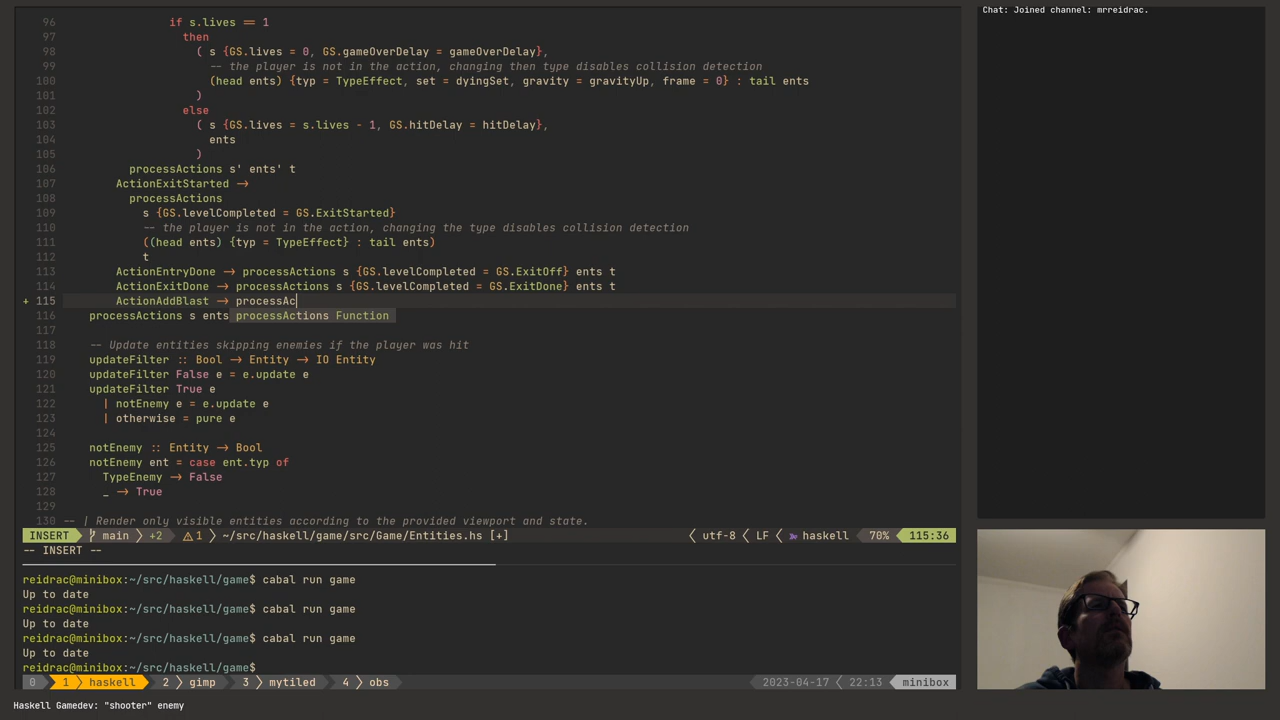 96 if s.lives == 1
97 then
98 ( s {GS.lives = 0, GS.gameOverDelay = gameOverDelay},
99 -- the player is not in the action, changing then type disables collision detection
100 (head ents) {typ = TypeEffect, set = dyingSet, gravity = gravityUp, frame = 0} : tail ents
101 )
102 else
103 ( s {GS.lives = s.lives - 1, GS.hitDelay = hitDelay},
104 ents
105 )
106 processActions s' ents' t
107 ActionExitStarted ->
108 processActions
109 s {GS.levelCompleted = GS.ExitStarted}
110 -- the player is not in the action, changing the type disables collision detection
111 ((head ents) {typ = TypeEffect} : tail ents)
112 t
113 ActionEntryDone -> processActions s {GS.levelCompleted = GS.ExitOff} ents t
114 ActionExitDone -> processActions s {GS.levelCompleted = GS.ExitDone} ents t
+ 115 ActionAddBlast -> processAc
116 processActions s ents processActions Function
117
118 -- Update entities skipping enemies if the player was hit
119 updateFilter :: Bool -> Entity -> IO Entity
120 updateFilter False e = e.update e
121 updateFilter True e
122 | notEnemy e = e.update e
123 | otherwise = pure e
124
125 notEnemy :: Entity -> Bool
126 notEnemy ent = case ent.typ of
127 TypeEnemy -> False
128 _ -> True
129
130 -- | Render only visible entities according to the provided viewport and state.
INSERT main +2 1 ~/src/haskell/game/src/Game/Entities.hs [+] utf-8 LF haskell 70% 115:36
-- INSERT --
reidrac@minibox:~/src/haskell/game$ cabal run game
Up to date
reidrac@minibox:~/src/haskell/game$ cabal run game
Up to date
reidrac@minibox:~/src/haskell/game$ cabal run game
Up to date
reidrac@minibox:~/src/haskell/game$
0 1 haskell 2 gimp 3 mytiled 4 obs 2023-04-17 22:13 minibox
Haskell Gamedev: "shooter" enemy
Chat: Joined channel: mrreidrac.